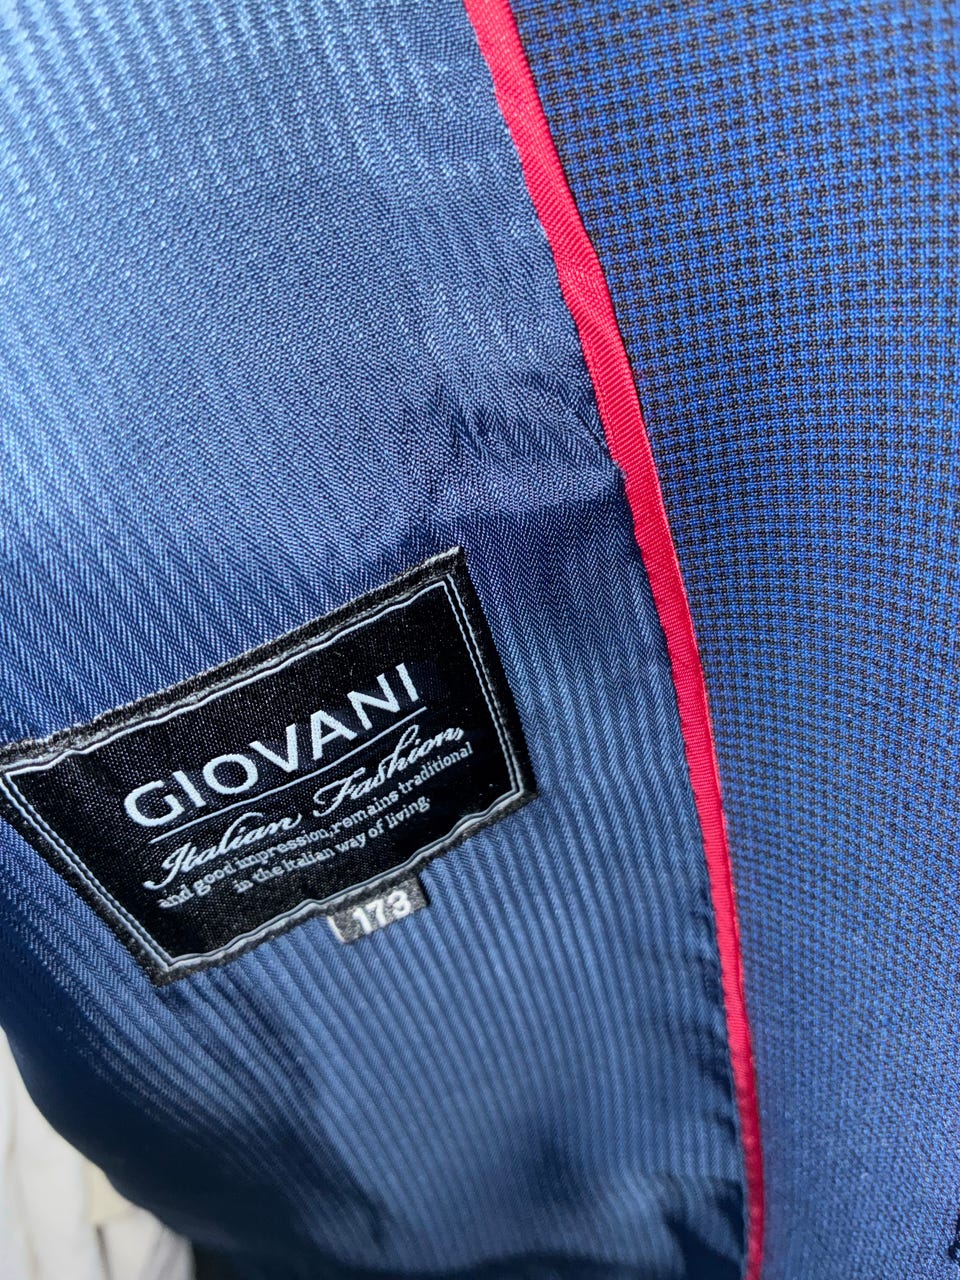 GIOVANI
Italian Fashion,
and good impression,remains traditional
in the Italian way of living
173